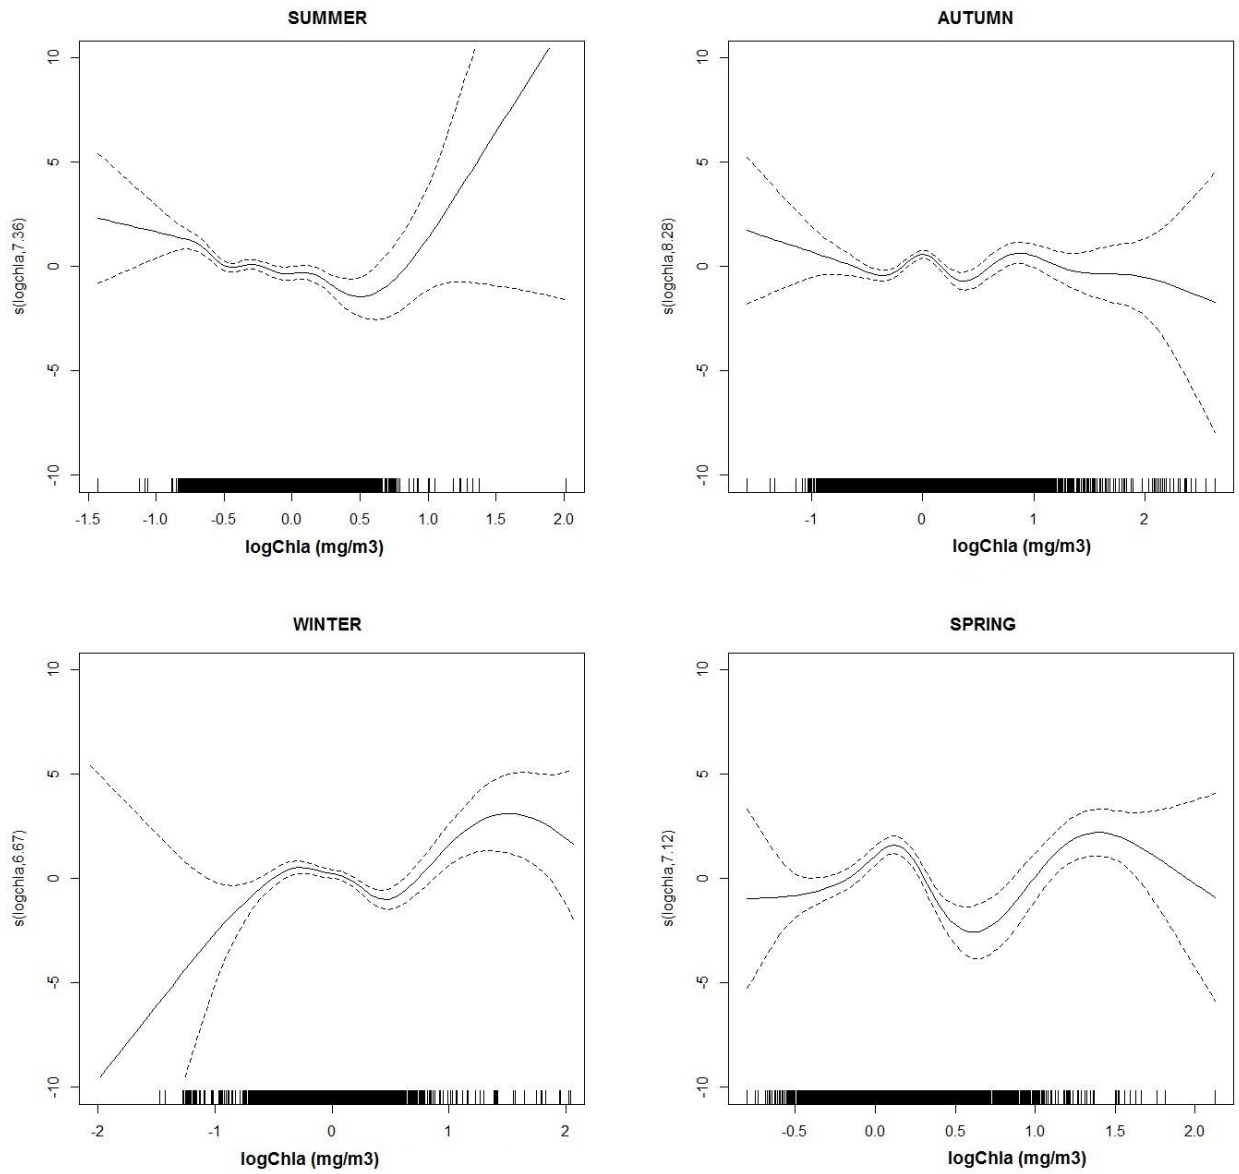 SUMMER
10
5
0
-5
-10
s(logchla,7.36)
-1.5 -1.0 -0.5 0.0 0.5 1.0 1.5 2.0
logChla (mg/m3)
AUTUMN
10
5
0
-5
-10
s(logchla,8.28)
-1 0 1 2
logChla (mg/m3)
WINTER
10
5
0
-5
-10
s(logchla,6.67)
-2 -1 0 1 2
logChla (mg/m3)
SPRING
10
5
0
-5
-10
s(logchla,7.12)
-0.5 0.0 0.5 1.0 1.5 2.0
logChla (mg/m3)